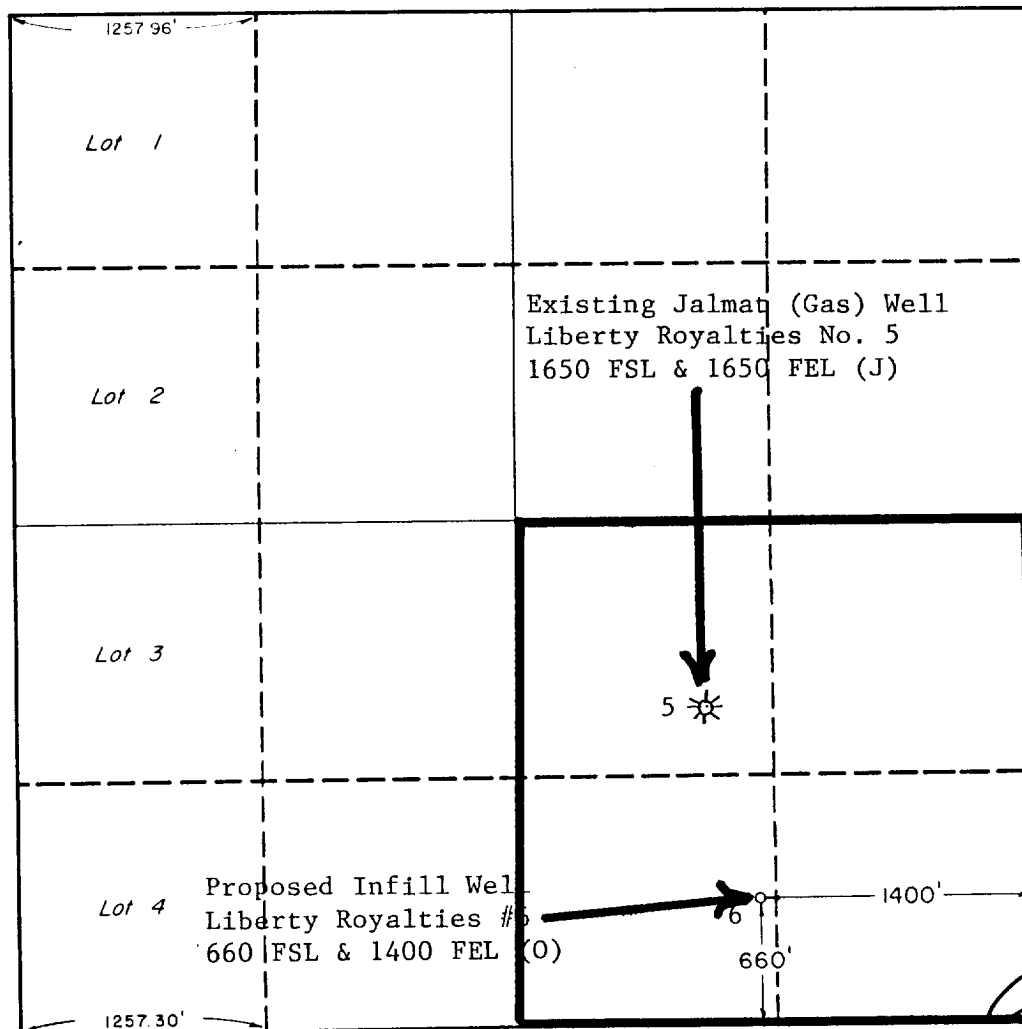 1257.96'
Lot 1
Existing Jalmat (Gas) Well
Liberty Royalties No. 5
1650 FSL & 1650 FEL (J)
Lot 2
Lot 3
5
Proposed Infill Wel
Liberty Royalties #6
660 FSL & 1400 FEL (O)
Lot 4
6
1400'
660'
1257.30'